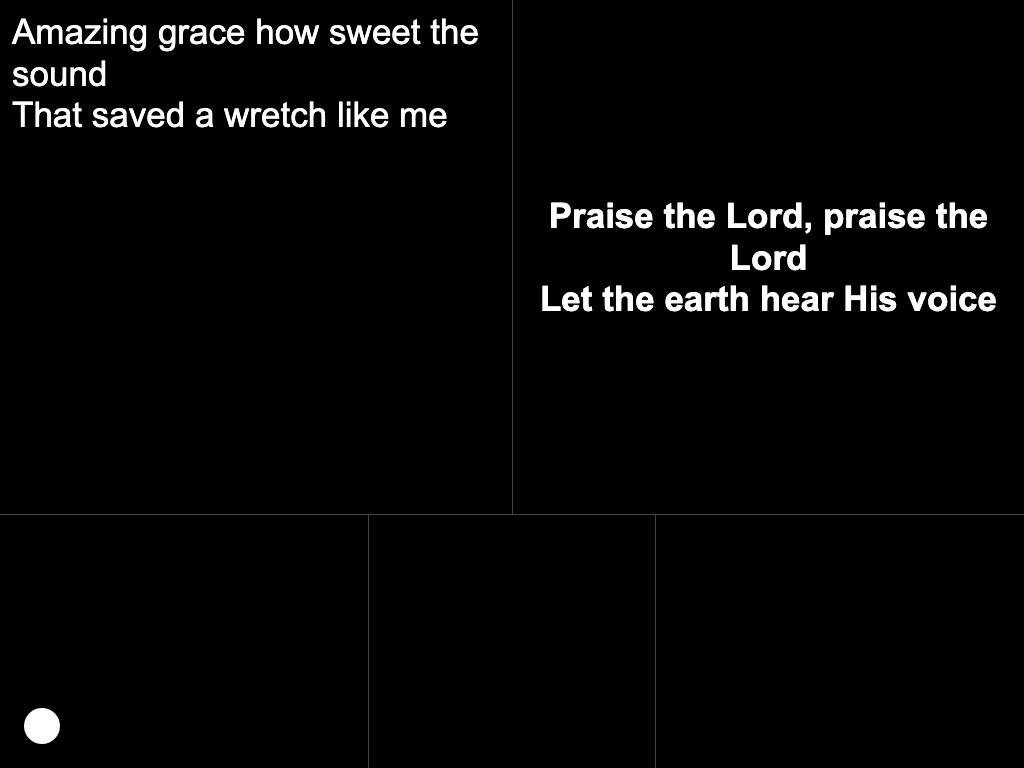 Amazing grace how sweet the
sound
That saved a wretch like me
Praise the Lord, praise the
Lord
Let the earth hear His voice